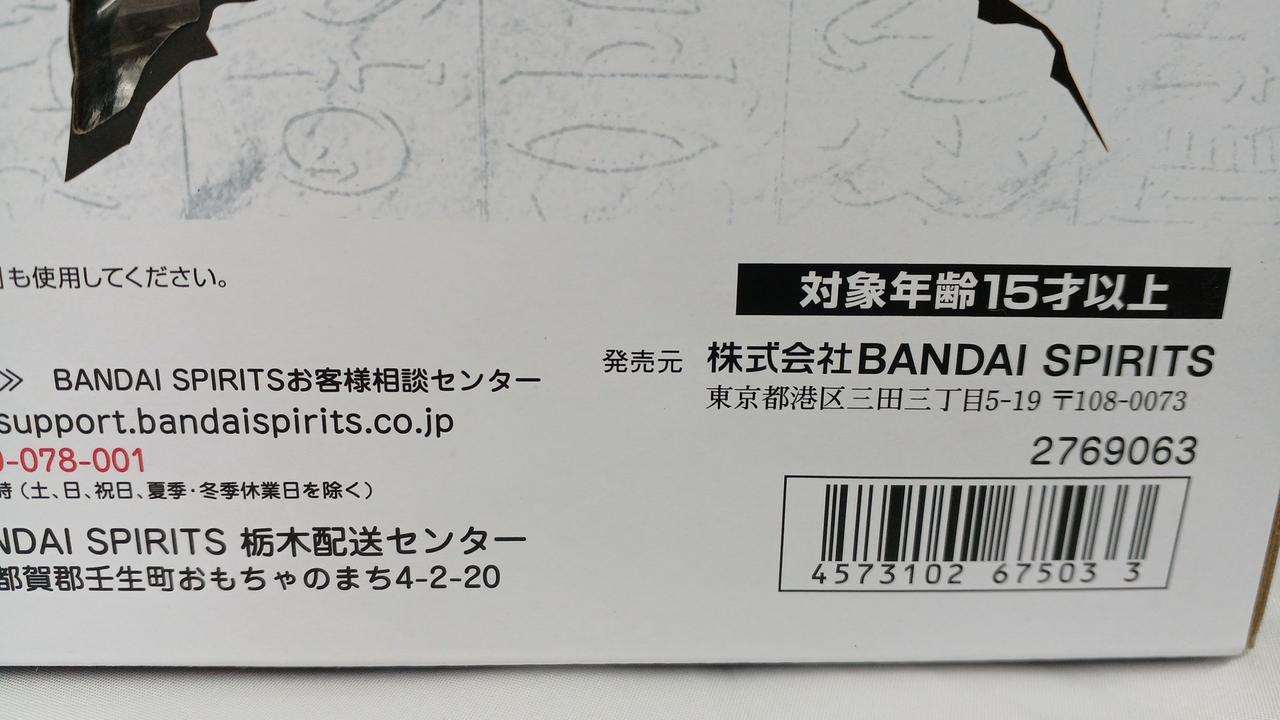 も使用してください。
対象年齢15才以上
発売元 株式会社BANDAI SPIRITS
東京都港区三田三丁目5-19 〒108-0073
2769063
4573102 67503 3
≫ BANDAI SPIRITSお客様相談センター
support.bandaispirits.co.jp
0-078-001
時（土、日、祝日、夏季・冬季休業日を除く）
NDAI SPIRITS 栃木配送センター
都賀郡壬生町おもちゃのまち4-2-20